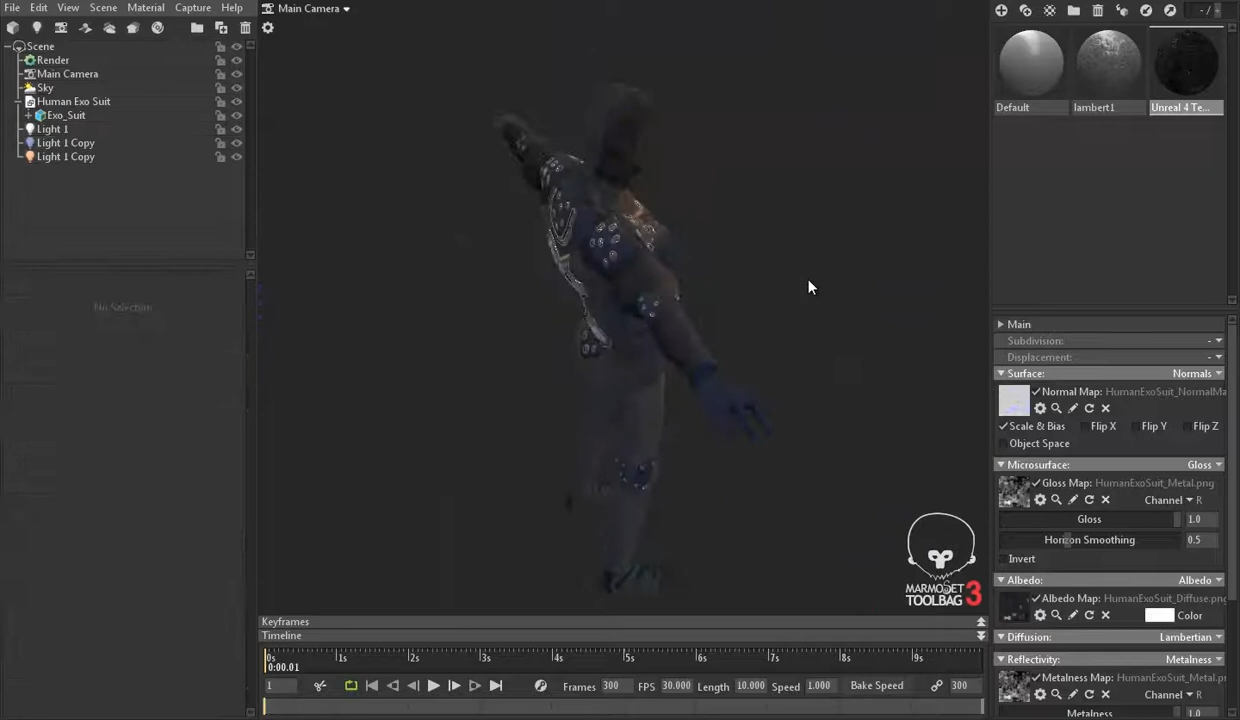 File Edit View Scene Material Capture Help
Main Camera
- /
Scene
Render
Main Camera
Sky
Human Exo Suit
Exo_Suit
Light 1
Light 1 Copy
Light 1 Copy
No Selection
Default
lambert1
Unreal 4 Te...
Main
Subdivision: -
Displacement: -
Surface: Normals
Normal Map: HumanExoSuit_NormalMa
Scale & Bias Flip X Flip Y Flip Z
Object Space
Microsurface: Gloss
Gloss Map: HumanExoSuit_Metal.png
Channel R
Gloss 1.0
Horizon Smoothing 0.5
Invert
Albedo: Albedo
Albedo Map: HumanExoSuit_Diffuse.png
Color
Diffusion: Lambertian
Reflectivity: Metalness
Metalness Map: HumanExoSuit_Metal.pr
Channel R
Metalness 1.0
MARMOSET
TOOLBAG 3
Keyframes
Timeline
0s 1s 2s 3s 4s 5s 6s 7s 8s 9s
0:00.01
1 Frames 300 FPS 30.000 Length 10.000 Speed 1.000 Bake Speed 300